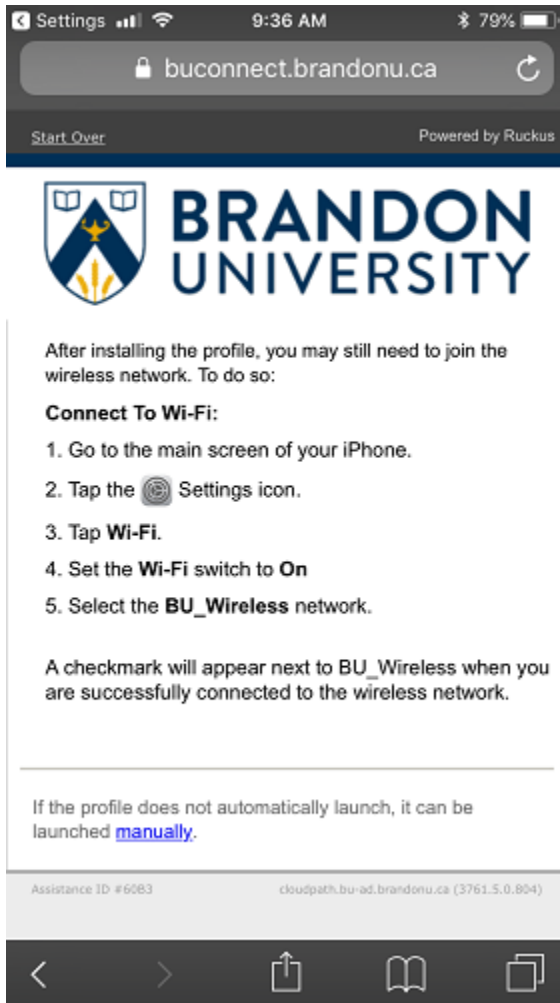 Settings 9:36 AM 79%
buconnect.brandonu.ca
Start Over Powered by Ruckus
BRANDON
UNIVERSITY
After installing the profile, you may still need to join the
wireless network. To do so:
Connect To Wi-Fi:
1. Go to the main screen of your iPhone.
2. Tap the Settings icon.
3. Tap Wi-Fi.
4. Set the Wi-Fi switch to On
5. Select the BU_Wireless network.
A checkmark will appear next to BU_Wireless when you
are successfully connected to the wireless network.
If the profile does not automatically launch, it can be
launched manually.
Assistance ID #60B3 cloudpath.bu-ad.brandonu.ca (3761.5.0.804)